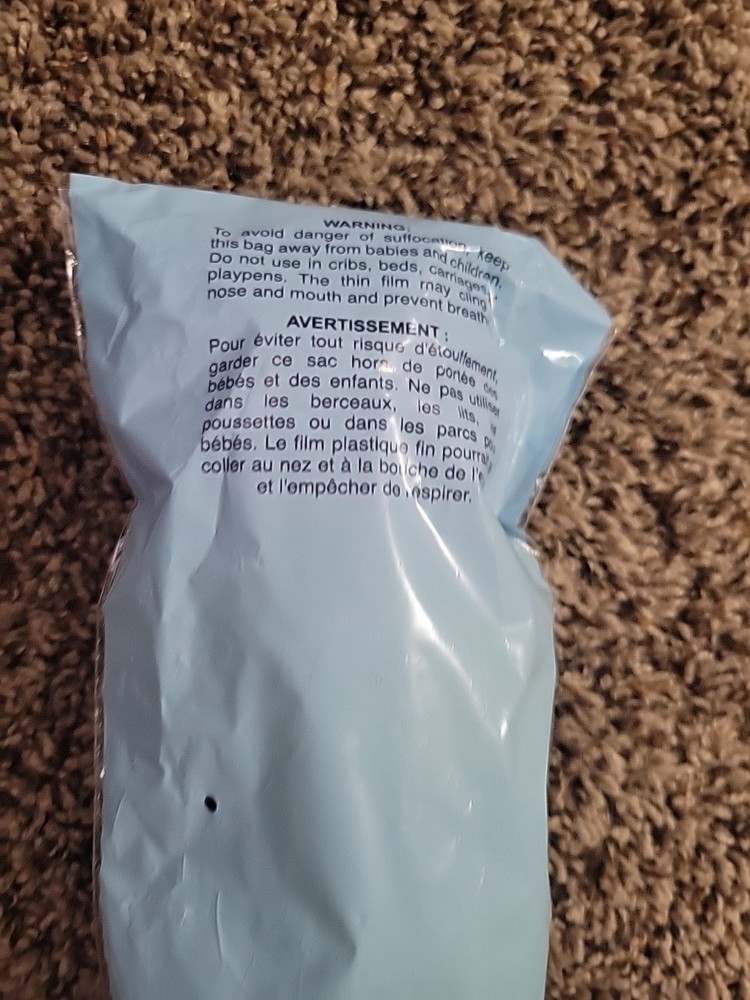 WARNING:
To avoid danger of suffocation, keep
this bag away from babies and children.
Do not use in cribs, beds, carriages,
playpens. The thin film may cling
nose and mouth and prevent breath
AVERTISSEMENT :
Pour éviter tout risque d'étouffement,
garder ce sac hors de portée des
bébés et des enfants. Ne pas utiliser
dans les berceaux, les lits,
poussettes ou dans les parcs
bébés. Le film plastique fin pourra
coller au nez et à la bouche de
et l'empêcher de respirer.